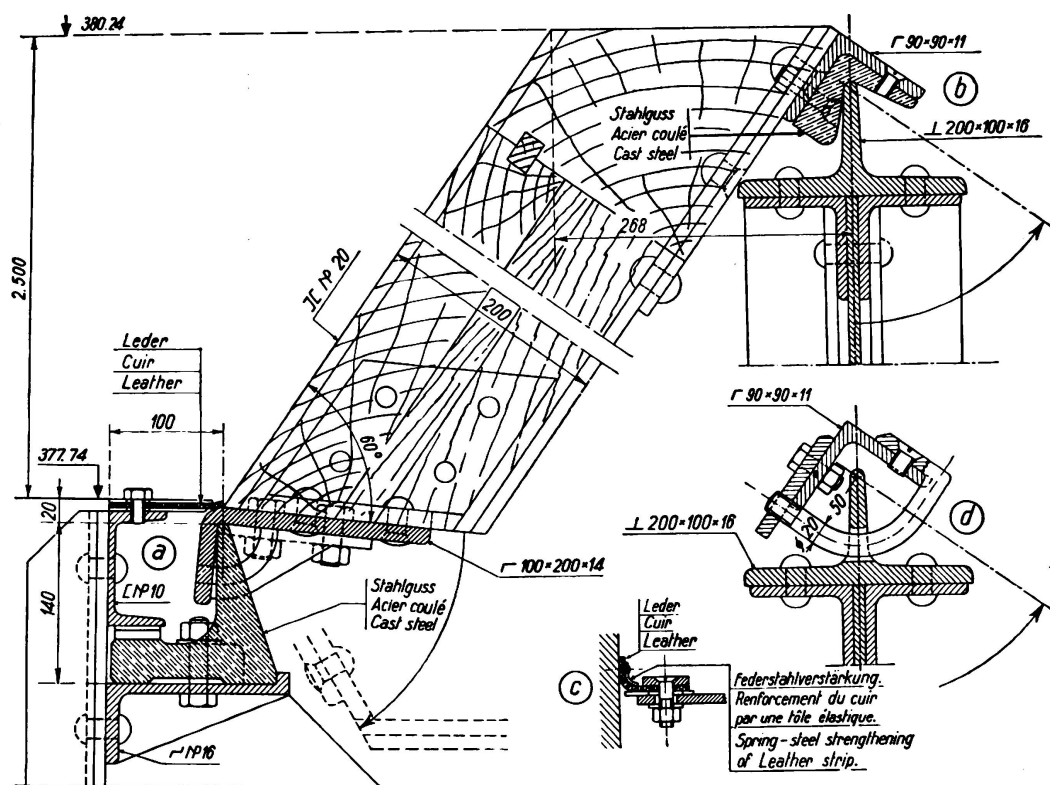 380.24
Γ 90×90×11
b
⊥ 200×100×16
Stahlguss
Acier coulé
Cast steel
268
2.500
][ Nº 20
200
Leder
Cuir
Leather
100
60°
377.74
20
a
[ Nº 10
140
Γ 100×200×14
Stahlguss
Acier coulé
Cast steel
Γ Nº 16
Γ 90×90×11
20 - 50
d
⊥ 200×100×16
Leder
Cuir
Leather
c
Federstahlverstärkung.
Renforcement du cuir
par une tôle élastique.
Spring-steel strengthening
of Leather strip.